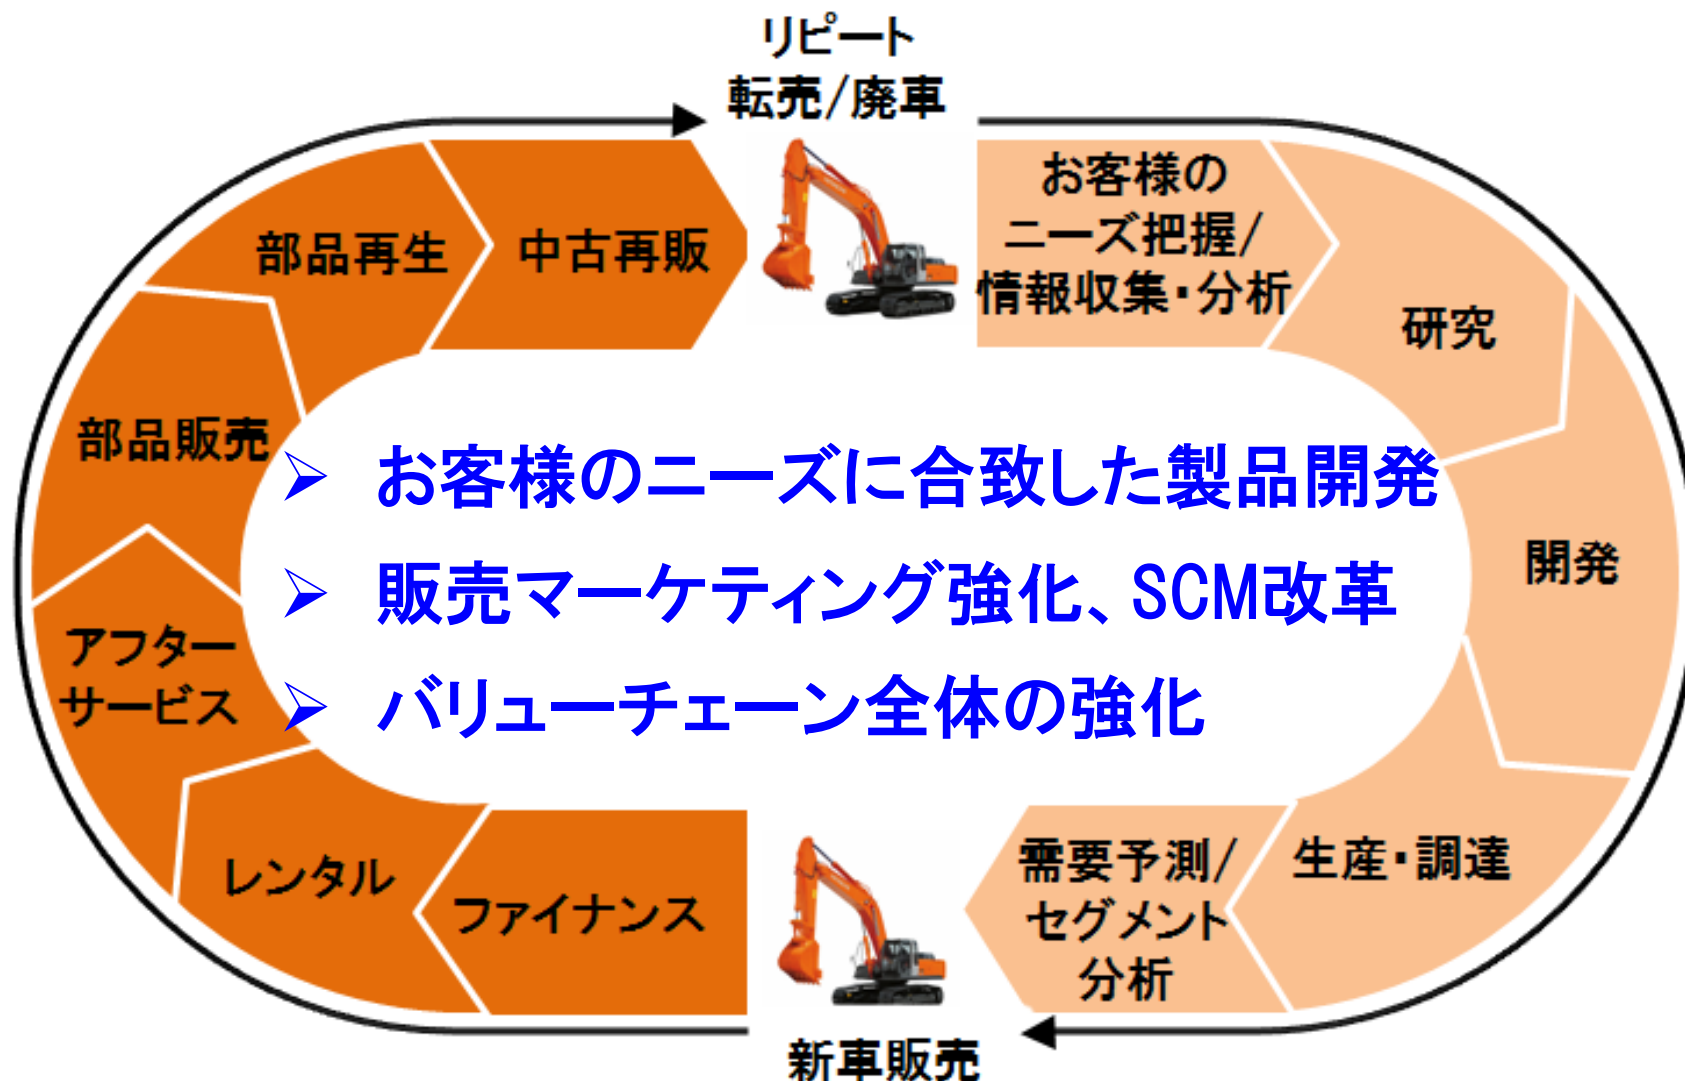 リピート
転売/廃車
お客様の
ニーズ把握/
情報収集・分析
研究
開発
生産・調達
需要予測/
セグメント
分析
新車販売
ファイナンス
レンタル
アフター
サービス
部品販売
部品再生
中古再販
➢ お客様のニーズに合致した製品開発
➢ 販売マーケティング強化、SCM改革
➢ バリューチェーン全体の強化